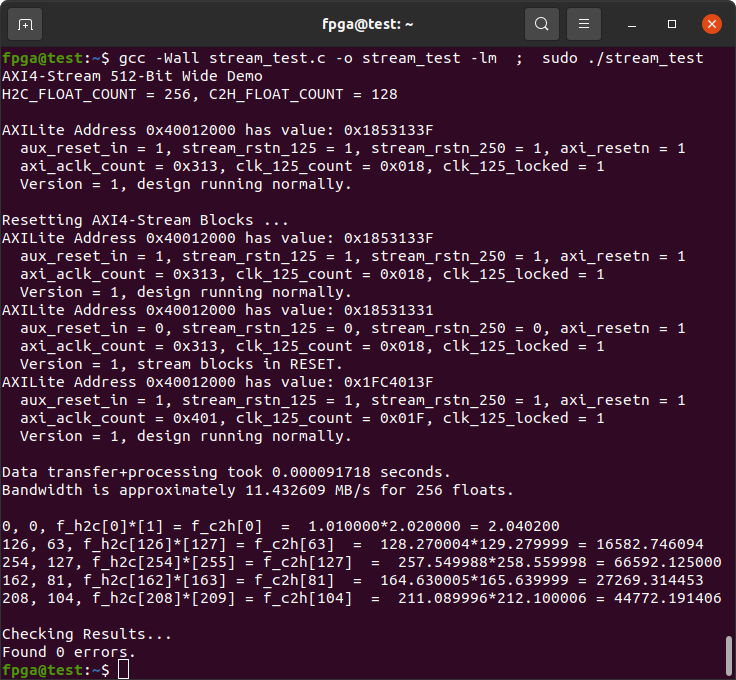 fpga@test: ~
fpga@test:~$ gcc -Wall stream_test.c -o stream_test -lm  ;  sudo ./stream_test
AXI4-Stream 512-Bit Wide Demo
H2C_FLOAT_COUNT = 256, C2H_FLOAT_COUNT = 128
AXILite Address 0x40012000 has value: 0x1853133F
  aux_reset_in = 1, stream_rstn_125 = 1, stream_rstn_250 = 1, axi_resetn = 1
  axi_aclk_count = 0x313, clk_125_count = 0x018, clk_125_locked = 1
  Version = 1, design running normally.
Resetting AXI4-Stream Blocks ...
AXILite Address 0x40012000 has value: 0x1853133F
  aux_reset_in = 1, stream_rstn_125 = 1, stream_rstn_250 = 1, axi_resetn = 1
  axi_aclk_count = 0x313, clk_125_count = 0x018, clk_125_locked = 1
  Version = 1, design running normally.
AXILite Address 0x40012000 has value: 0x18531331
  aux_reset_in = 0, stream_rstn_125 = 0, stream_rstn_250 = 0, axi_resetn = 1
  axi_aclk_count = 0x313, clk_125_count = 0x018, clk_125_locked = 1
  Version = 1, stream blocks in RESET.
AXILite Address 0x40012000 has value: 0x1FC4013F
  aux_reset_in = 1, stream_rstn_125 = 1, stream_rstn_250 = 1, axi_resetn = 1
  axi_aclk_count = 0x401, clk_125_count = 0x01F, clk_125_locked = 1
  Version = 1, design running normally.
Data transfer+processing took 0.000091718 seconds.
Bandwidth is approximately 11.432609 MB/s for 256 floats.
0, 0, f_h2c[0]*[1] = f_c2h[0]  =  1.010000*2.020000 = 2.040200
126, 63, f_h2c[126]*[127] = f_c2h[63]  =  128.270004*129.279999 = 16582.746094
254, 127, f_h2c[254]*[255] = f_c2h[127]  =  257.549988*258.559998 = 66592.125000
162, 81, f_h2c[162]*[163] = f_c2h[81]  =  164.630005*165.639999 = 27269.314453
208, 104, f_h2c[208]*[209] = f_c2h[104]  =  211.089996*212.100006 = 44772.191406
Checking Results...
Found 0 errors.
fpga@test:~$